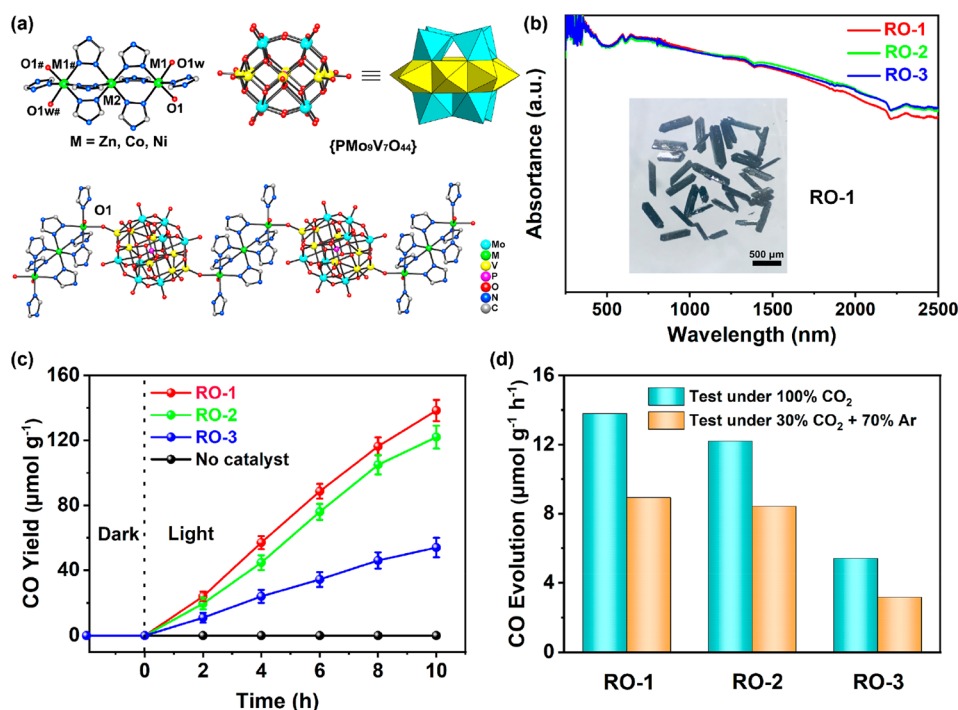 (a)
O1#
M1#
M1
O1w
M2
O1w#
O1
M = Zn, Co, Ni
{PMo₉V₇O₄₄}
O1
Mo
M
V
P
O
N
C
(b)
Absortance (a.u.)
RO-1
RO-2
RO-3
RO-1
500 μm
500 1000 1500 2000 2500
Wavelength (nm)
(c)
CO Yield (μmol g⁻¹)
160
120
80
40
0
RO-1
RO-2
RO-3
No catalyst
Dark
Light
0 2 4 6 8 10
Time (h)
(d)
CO Evolution (μmol g⁻¹ h⁻¹)
16
12
8
4
0
Test under 100% CO₂
Test under 30% CO₂ + 70% Ar
RO-1 RO-2 RO-3